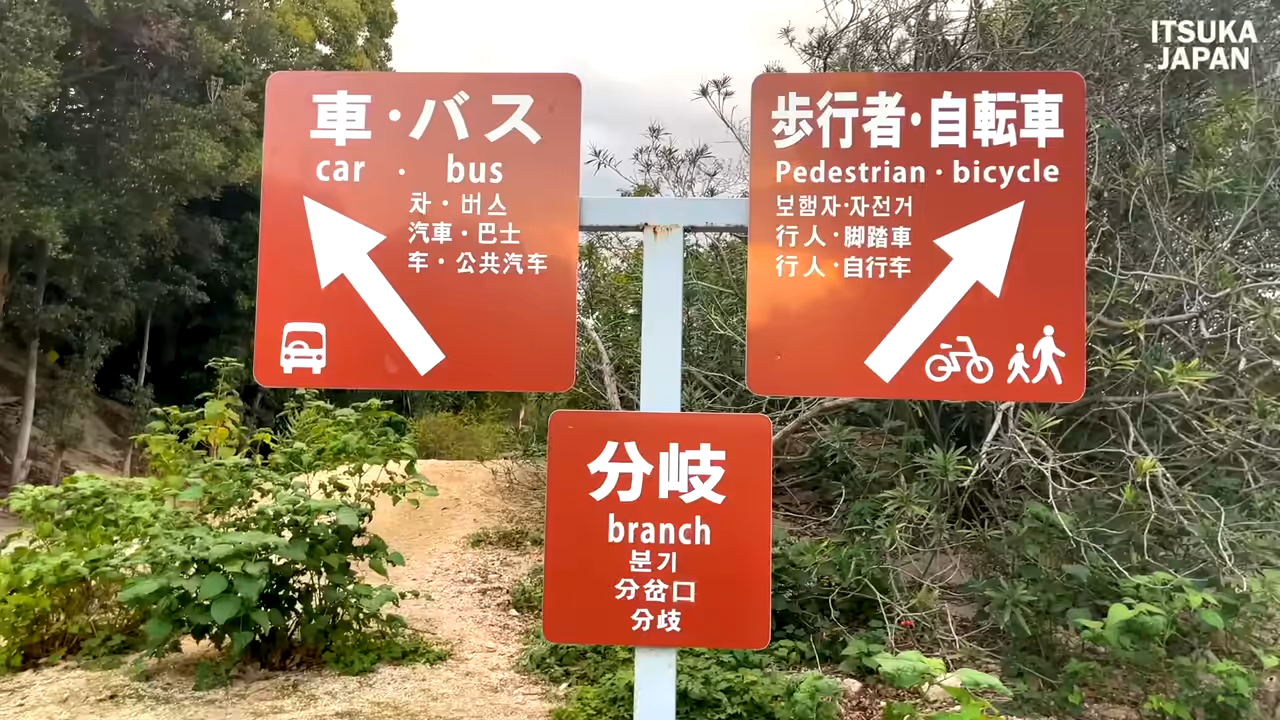 ITSUKA
JAPAN
車・バス
car · bus
차・버스
汽車・巴士
车・公共汽车
歩行者・自転車
Pedestrian · bicycle
보행자·자전거
行人・脚踏車
行人・自行车
分岐
branch
분기
分岔口
分歧